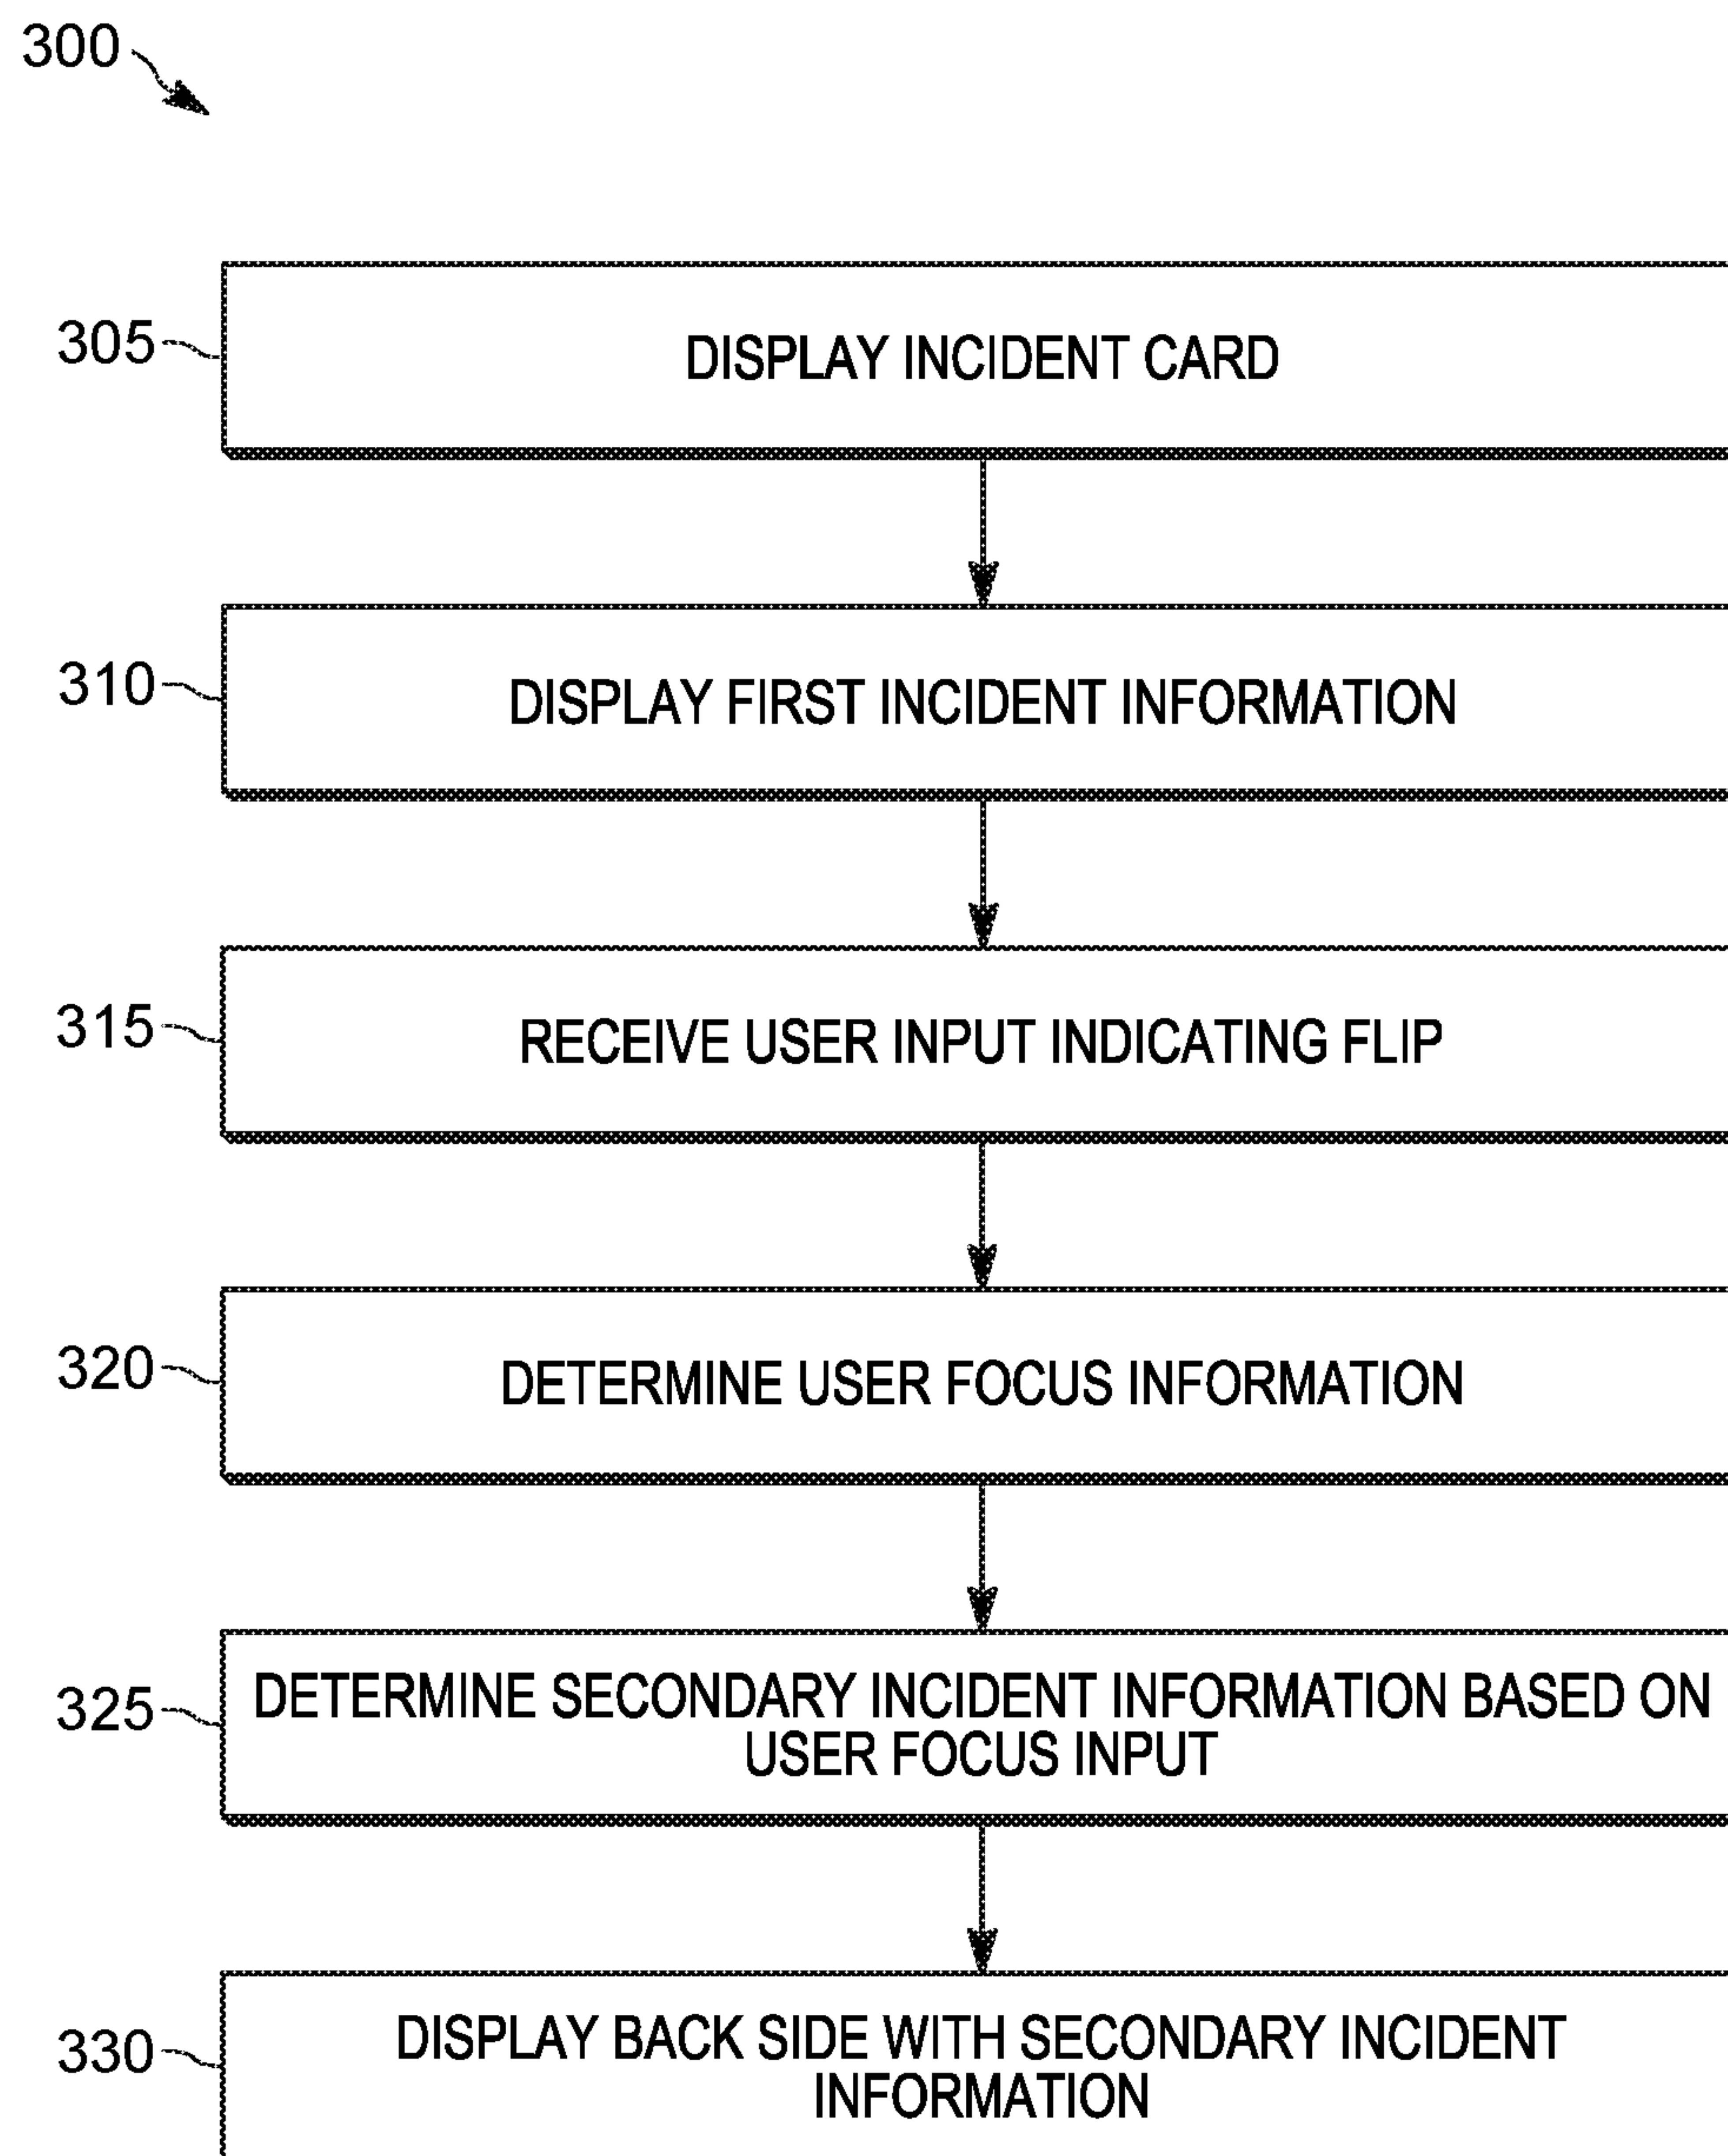 300
305
DISPLAY INCIDENT CARD
310
DISPLAY FIRST INCIDENT INFORMATION
315
RECEIVE USER INPUT INDICATING FLIP
320
DETERMINE USER FOCUS INFORMATION
325
DETERMINE SECONDARY INCIDENT INFORMATION BASED ON
USER FOCUS INPUT
330
DISPLAY BACK SIDE WITH SECONDARY INCIDENT
INFORMATION